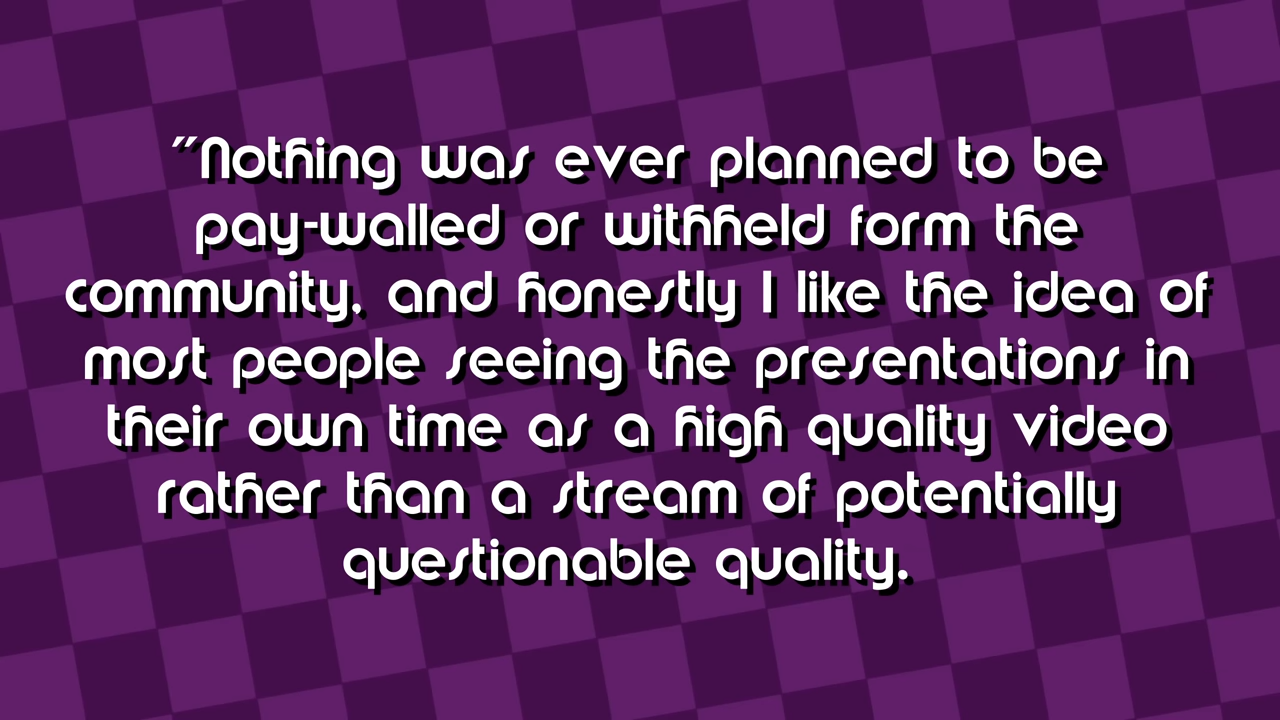 "Nothing was ever planned to be
pay-walled or withheld form the
community, and honestly I like the idea of
most people seeing the presentations in
their own time as a high quality video
rather than a stream of potentially
questionable quality.